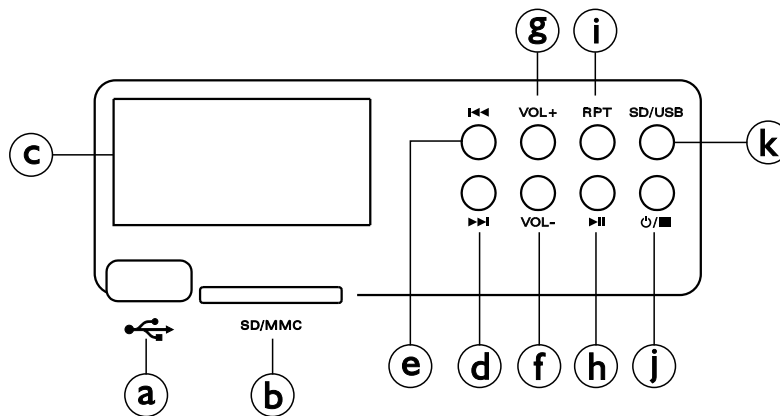 g i
VOL+ RPT SD/USB
c
k
VOL-
SD/MMC
a b e d f h j